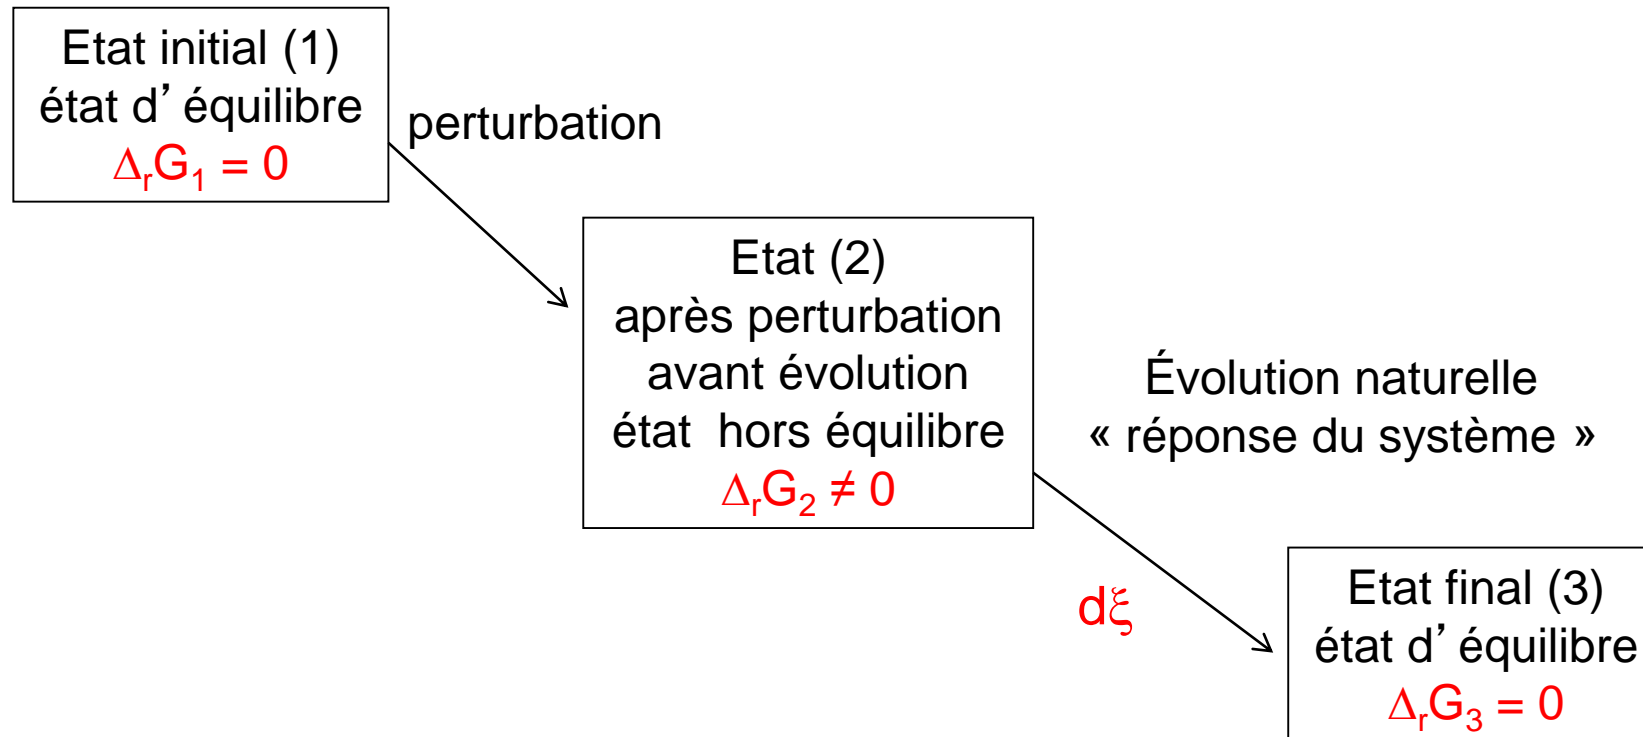 Etat initial (1)
état d’ équilibre
ΔrG1 = 0
perturbation
Etat (2)
après perturbation
avant évolution
état hors équilibre
ΔrG2 ≠ 0
Évolution naturelle
« réponse du système »
dξ
Etat final (3)
état d’ équilibre
ΔrG3 = 0